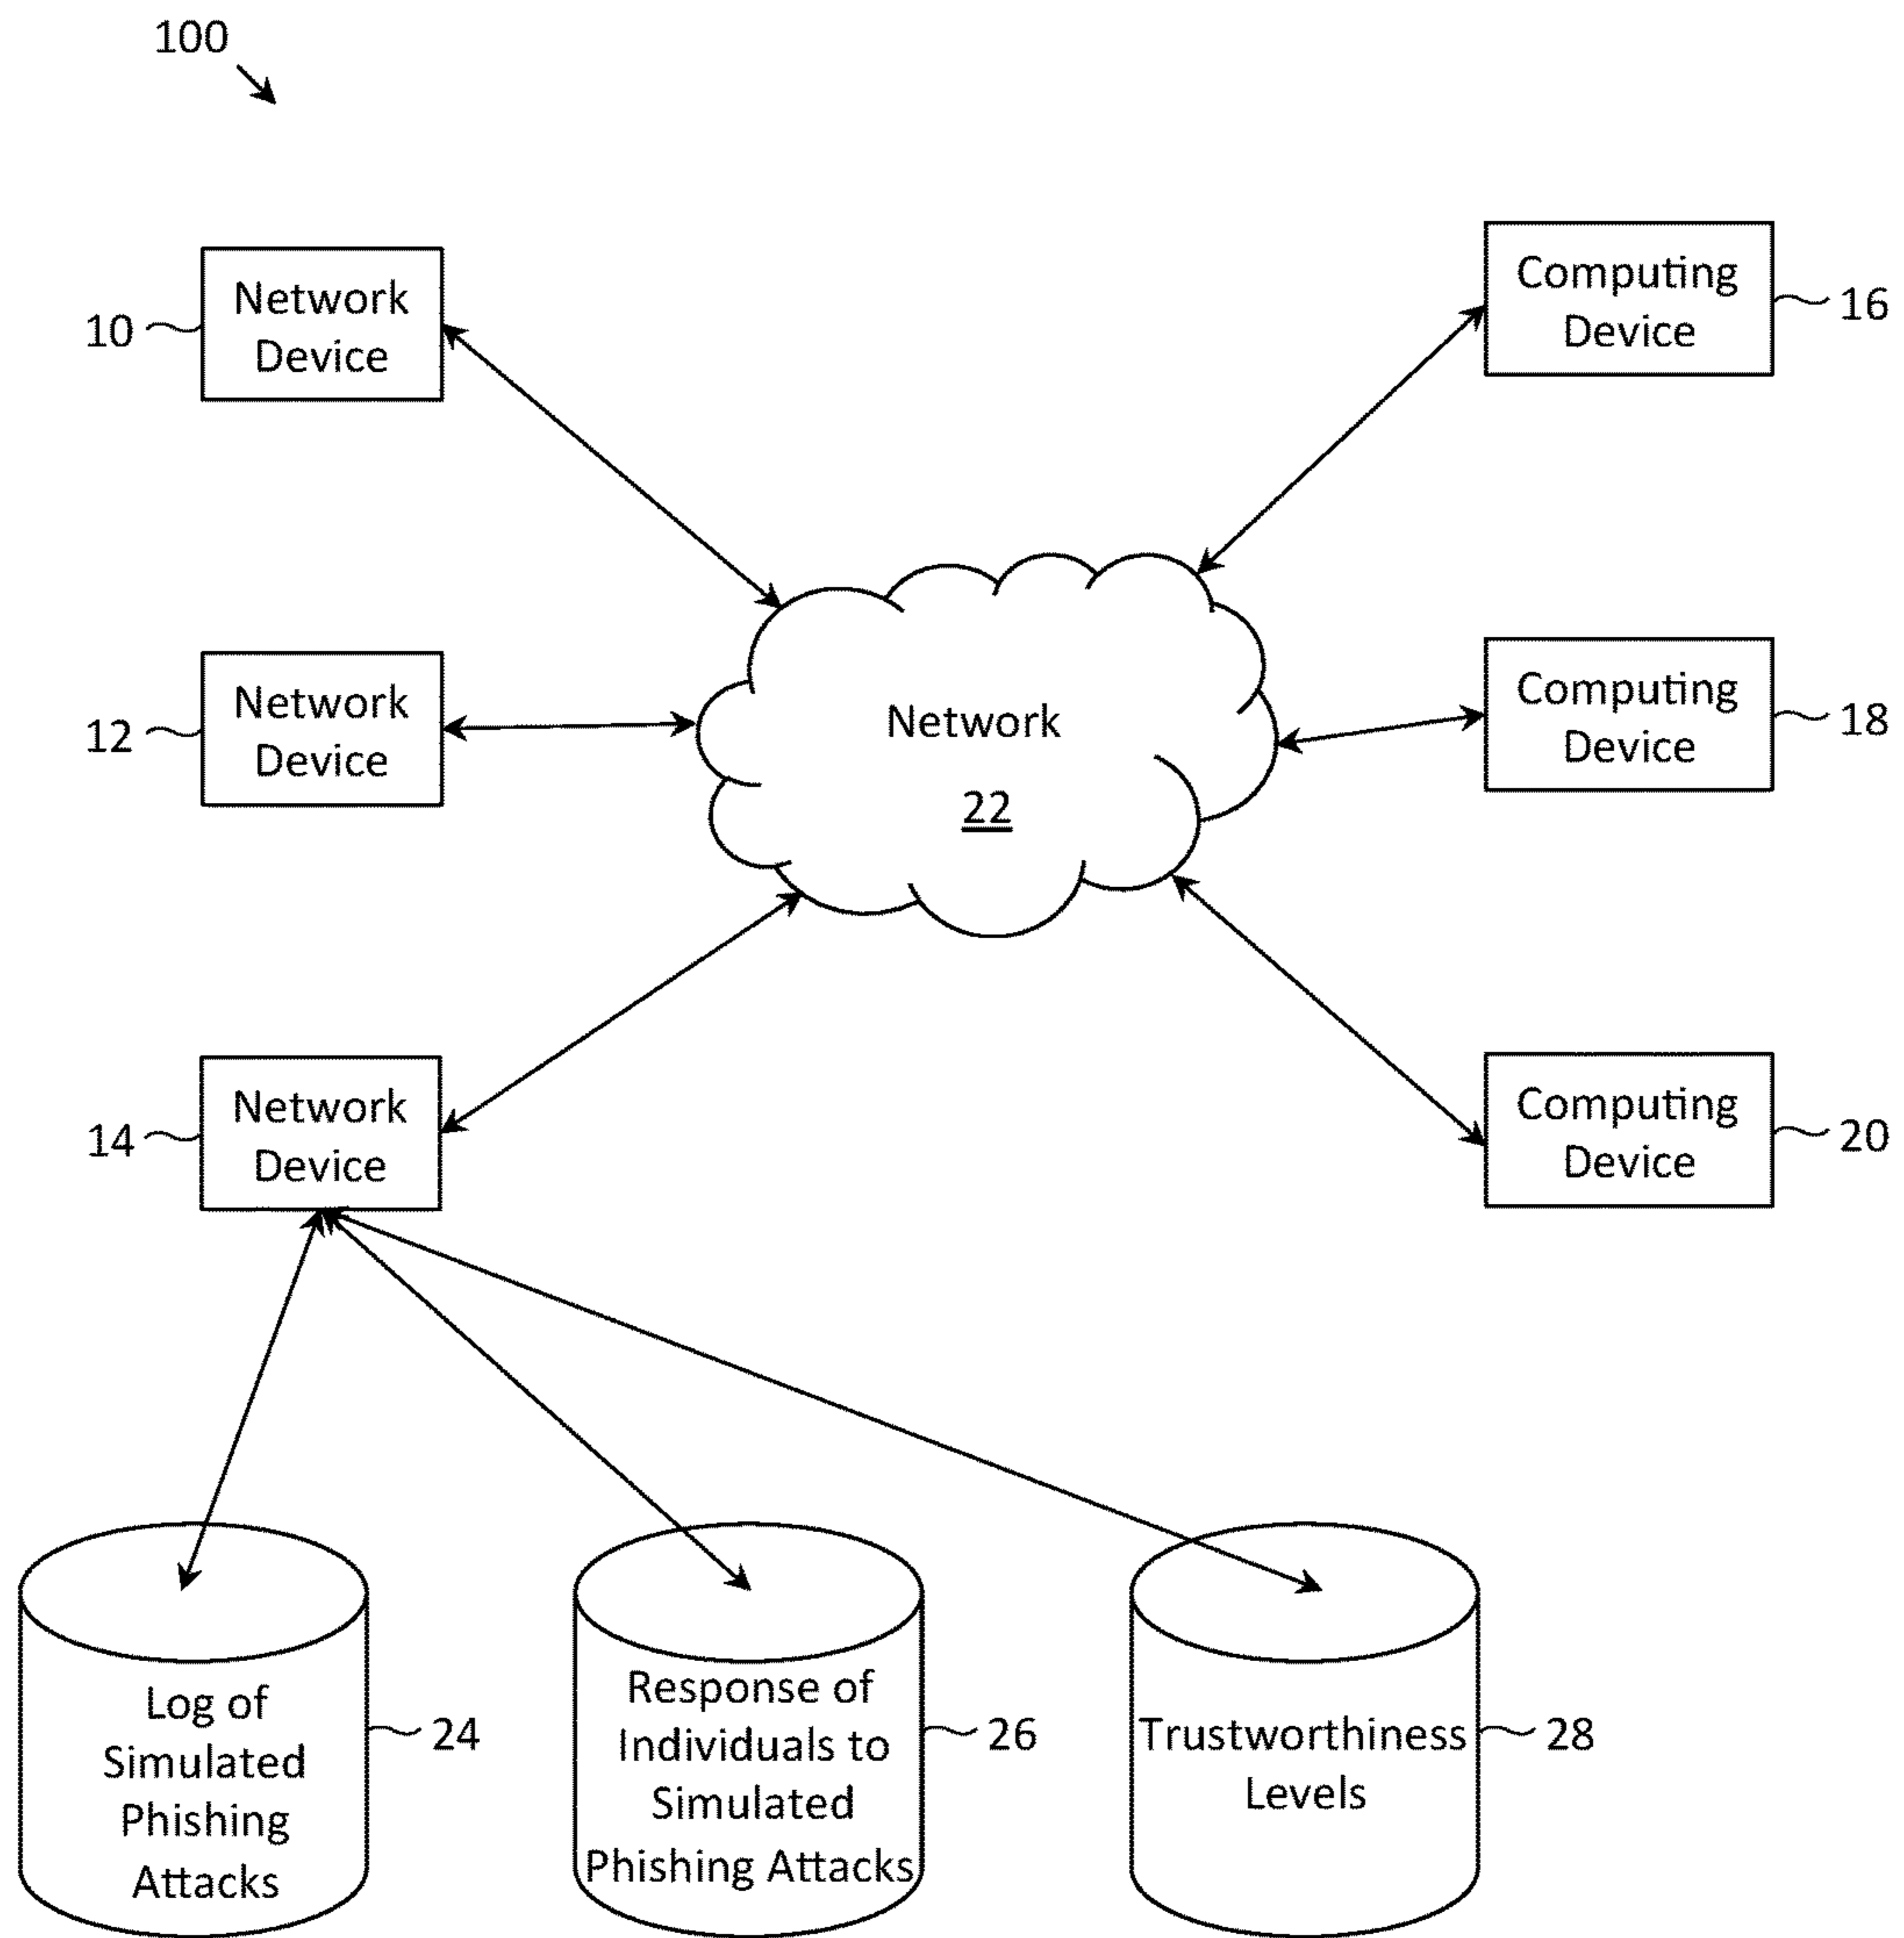 100
Network
Device
10
Computing
Device
16
Network
Device
12
Network
22
Computing
Device
18
Network
Device
14
Computing
Device
20
Log of
Simulated
Phishing
Attacks
24
Response of
Individuals to
Simulated
Phishing Attacks
26
Trustworthiness
Levels
28